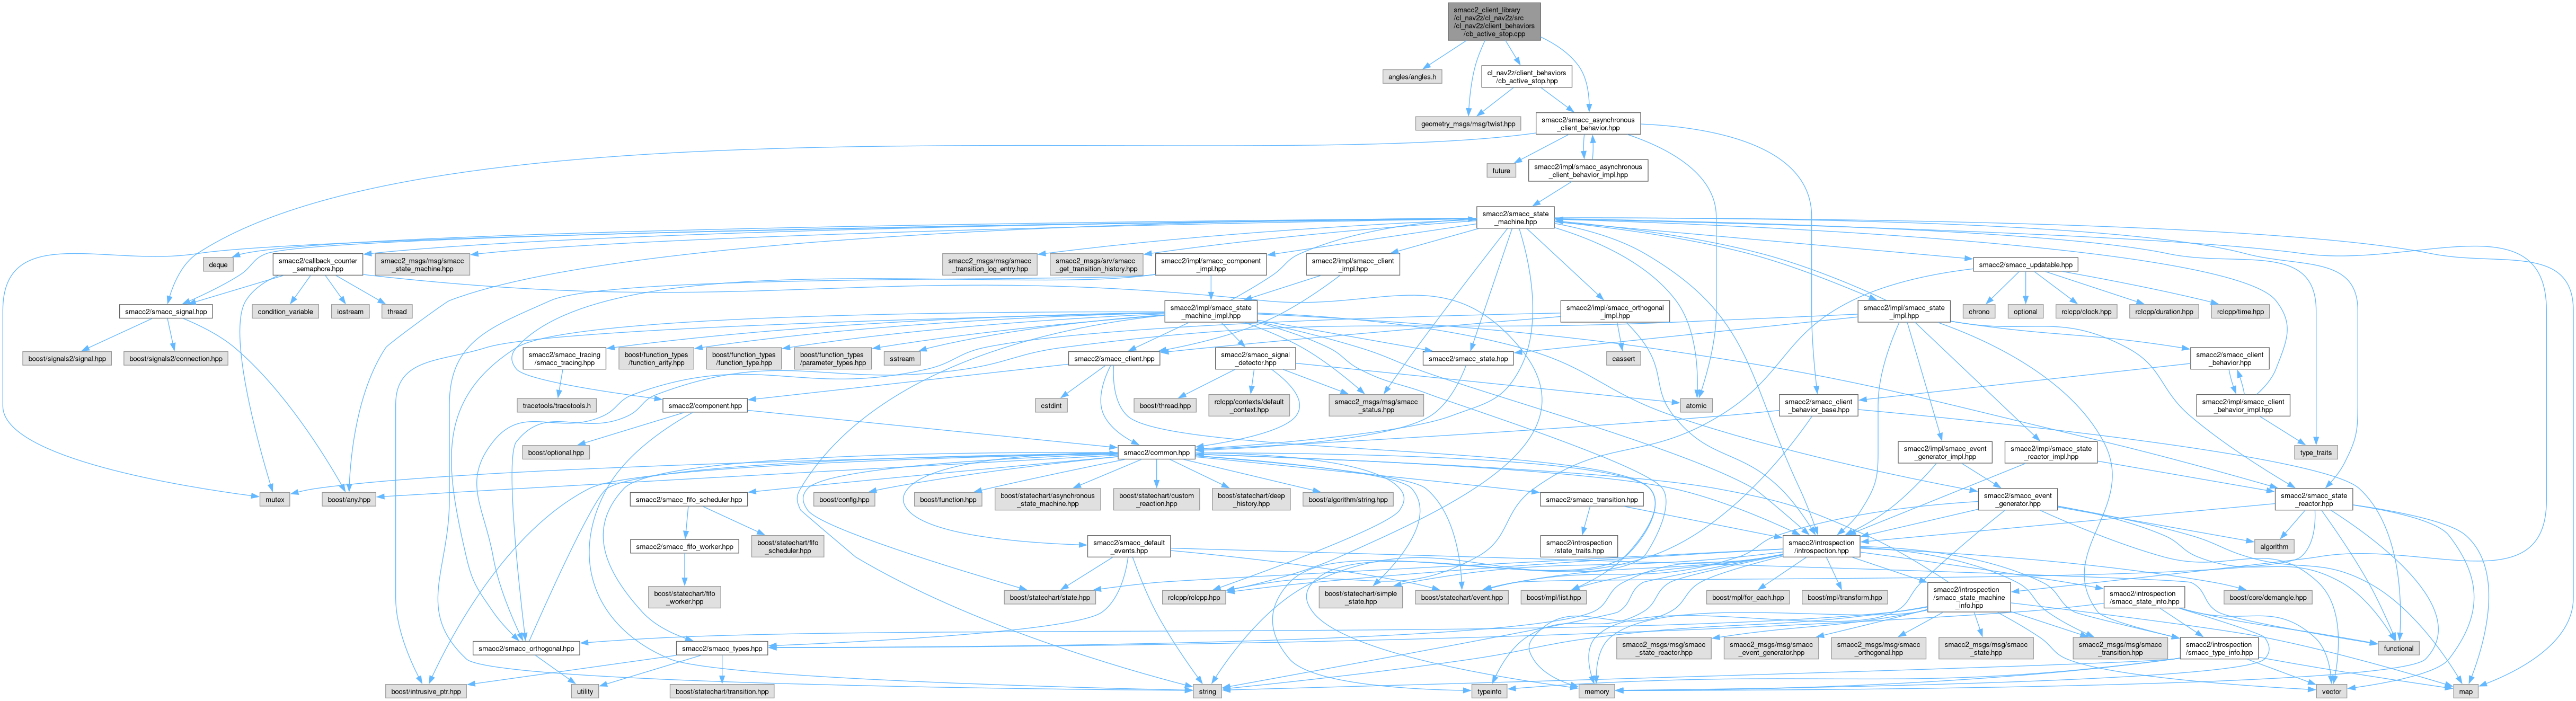 smacc2_client_library
/cl_nav2z/cl_nav2z/src
/cl_nav2z/client_behaviors
/cb_active_stop.cpp
angles/angles.h
cl_nav2z/client_behaviors
/cb_active_stop.hpp
geometry_msgs/msg/twist.hpp
smacc2/smacc_asynchronous
_client_behavior.hpp
future
smacc2/impl/smacc_asynchronous
_client_behavior_impl.hpp
smacc2/smacc_state
_machine.hpp
deque
smacc2/callback_counter
_semaphore.hpp
smacc2_msgs/msg/smacc
_state_machine.hpp
smacc2_msgs/msg/smacc
_transition_log_entry.hpp
smacc2_msgs/srv/smacc
_get_transition_history.hpp
smacc2/impl/smacc_component
_impl.hpp
smacc2/impl/smacc_client
_impl.hpp
smacc2/smacc_updatable.hpp
smacc2/smacc_signal.hpp
condition_variable
iostream
thread
smacc2/impl/smacc_state
_machine_impl.hpp
smacc2/impl/smacc_orthogonal
_impl.hpp
smacc2/impl/smacc_state
_impl.hpp
chrono
optional
rclcpp/clock.hpp
rclcpp/duration.hpp
rclcpp/time.hpp
boost/signals2/signal.hpp
boost/signals2/connection.hpp
smacc2/smacc_tracing
/smacc_tracing.hpp
boost/function_types
/function_arity.hpp
boost/function_types
/function_type.hpp
boost/function_types
/parameter_types.hpp
sstream
smacc2/smacc_client.hpp
smacc2/smacc_signal
_detector.hpp
cassert
smacc2/smacc_state.hpp
smacc2/smacc_client
_behavior.hpp
tracetools/tracetools.h
smacc2/component.hpp
cstdint
boost/thread.hpp
rclcpp/contexts/default
_context.hpp
smacc2_msgs/msg/smacc
_status.hpp
atomic
smacc2/smacc_client
_behavior_base.hpp
smacc2/impl/smacc_client
_behavior_impl.hpp
boost/optional.hpp
smacc2/common.hpp
smacc2/impl/smacc_event
_generator_impl.hpp
smacc2/impl/smacc_state
_reactor_impl.hpp
type_traits
mutex
boost/any.hpp
smacc2/smacc_fifo_scheduler.hpp
boost/config.hpp
boost/function.hpp
boost/statechart/asynchronous
_state_machine.hpp
boost/statechart/custom
_reaction.hpp
boost/statechart/deep
_history.hpp
boost/algorithm/string.hpp
smacc2/smacc_transition.hpp
smacc2/smacc_event
_generator.hpp
smacc2/smacc_state
_reactor.hpp
smacc2/smacc_fifo_worker.hpp
boost/statechart/fifo
_scheduler.hpp
smacc2/smacc_default
_events.hpp
smacc2/introspection
/state_traits.hpp
smacc2/introspection
/introspection.hpp
algorithm
boost/statechart/fifo
_worker.hpp
boost/statechart/state.hpp
rclcpp/rclcpp.hpp
boost/statechart/simple
_state.hpp
boost/statechart/event.hpp
boost/mpl/list.hpp
boost/mpl/for_each.hpp
boost/mpl/transform.hpp
smacc2/introspection
/smacc_state_machine
_info.hpp
smacc2/introspection
/smacc_state_info.hpp
boost/core/demangle.hpp
smacc2/smacc_orthogonal.hpp
smacc2/smacc_types.hpp
smacc2_msgs/msg/smacc
_state_reactor.hpp
smacc2_msgs/msg/smacc
_event_generator.hpp
smacc2_msgs/msg/smacc
_orthogonal.hpp
smacc2_msgs/msg/smacc
_state.hpp
smacc2_msgs/msg/smacc
_transition.hpp
smacc2/introspection
/smacc_type_info.hpp
functional
boost/intrusive_ptr.hpp
utility
boost/statechart/transition.hpp
string
typeinfo
memory
vector
map